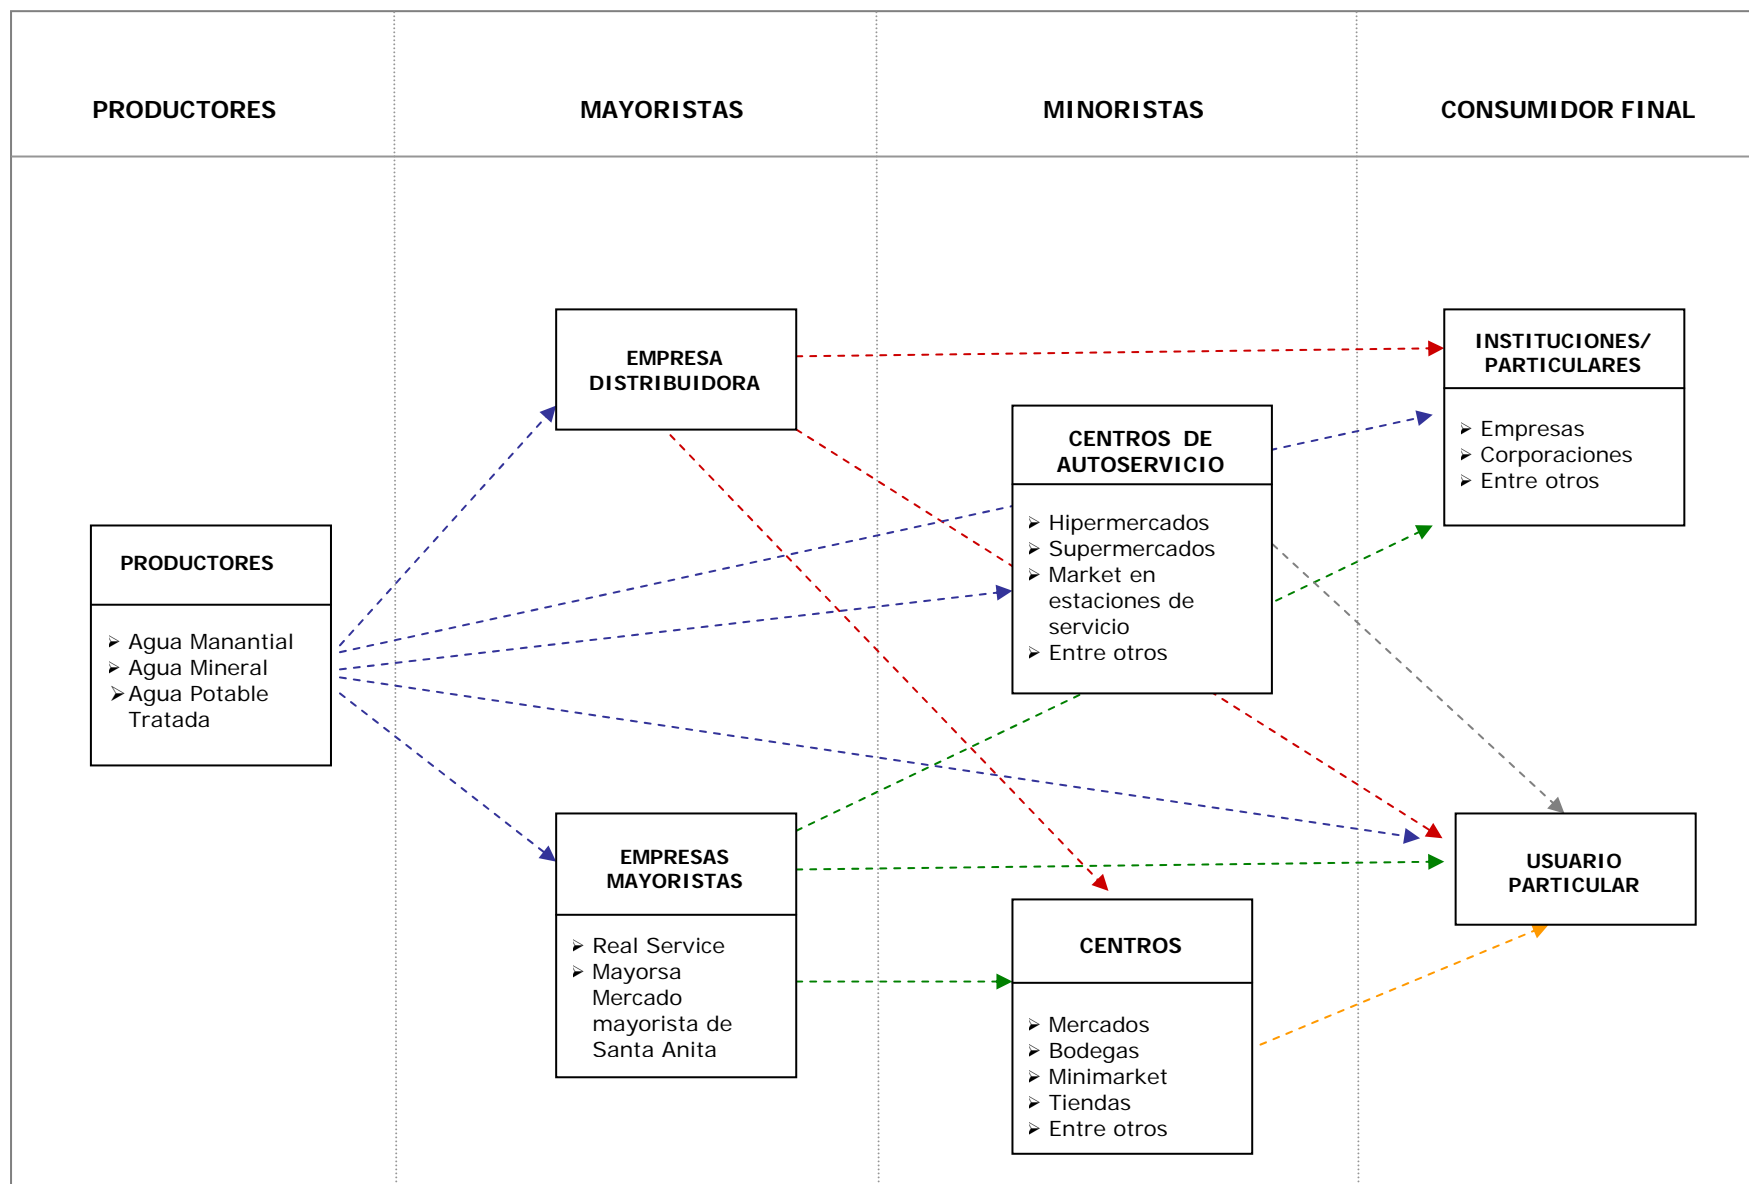 PRODUCTORES
MAYORISTAS
MINORISTAS
CONSUMIDOR FINAL
PRODUCTORES
Agua Manantial
Agua Mineral
Agua Potable
Tratada
EMPRESA
DISTRIBUIDORA
EMPRESAS
MAYORISTAS
Real Service
Mayorsa
Mercado
mayorista de
Santa Anita
CENTROS DE
AUTOSERVICIO
Hipermercados
Supermercados
Market en
estaciones de
servicio
Entre otros
CENTROS
Mercados
Bodegas
Minimarket
Tiendas
Entre otros
INSTITUCIONES/
PARTICULARES
Empresas
Corporaciones
Entre otros
USUARIO
PARTICULAR